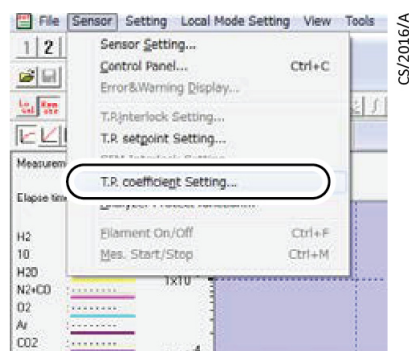 File Sensor Setting Local Mode Setting View Tools
1 2
Sensor Setting...
Control Panel... Ctrl+C
Error&Warning Display...
T.P.interlock Setting...
T.P. setpoint Setting...
T.P. coefficient Setting...
Filament On/Off Ctrl+F
Mes. Start/Stop Ctrl+M
Measurem
Elapse tim
H2
10
H2O
N2+CO
O2
Ar
CO2
1x10
-4
CS/2016/A